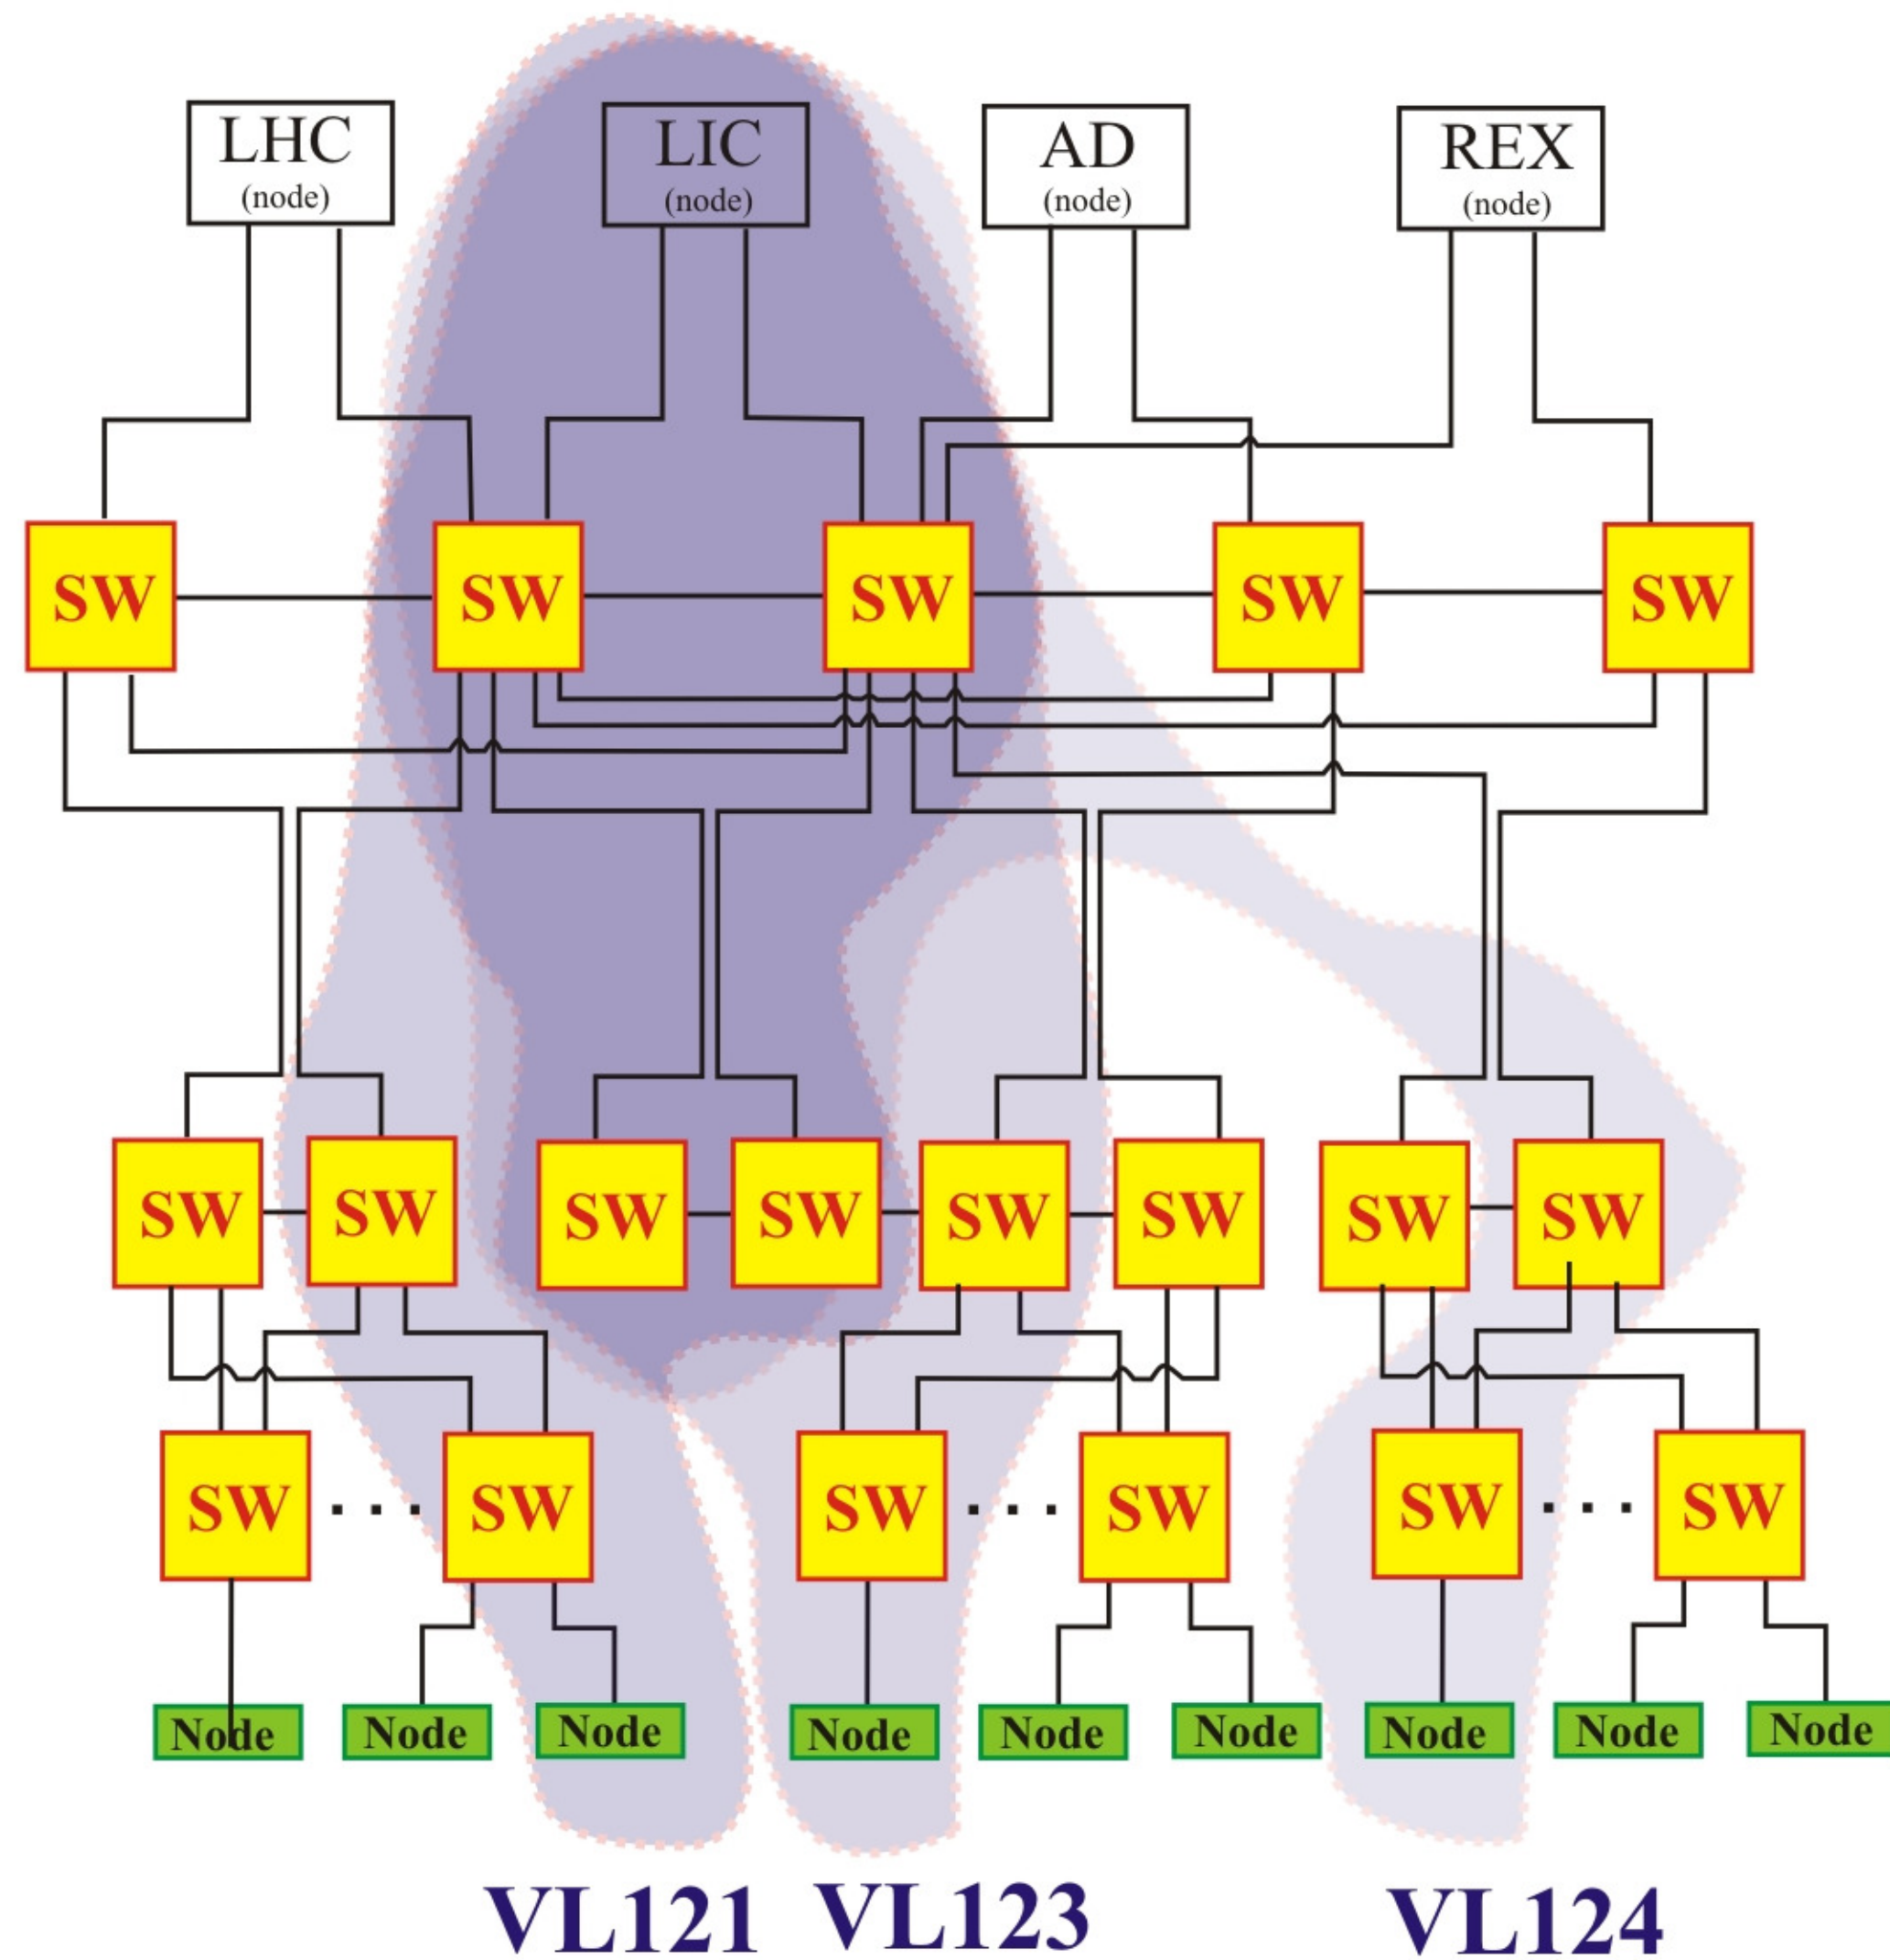 LHC
(node)
LIC
(node)
AD
(node)
REX
(node)
SW SW SW SW SW
SW SW SW SW SW SW SW SW
SW ... SW SW ... SW SW ... SW
Node Node Node Node Node Node Node Node Node
VL121 VL123 VL124